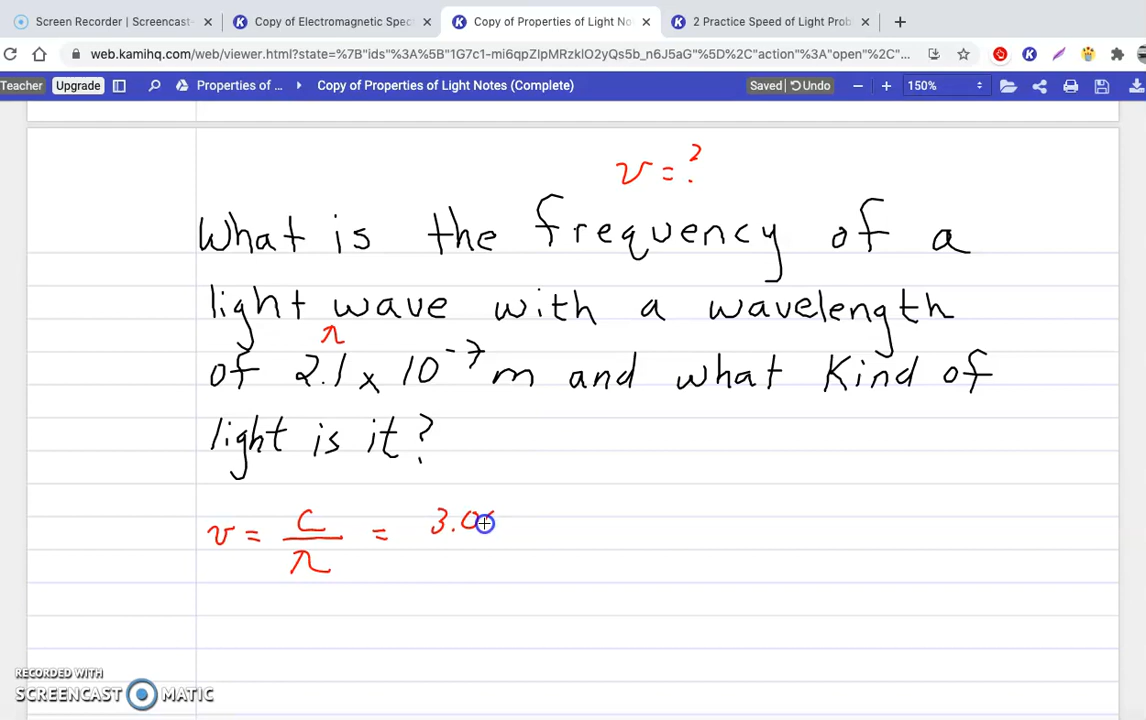 Screen Recorder | Screencast-
Copy of Electromagnetic Spect
Copy of Properties of Light No
2 Practice Speed of Light Prob
web.kamihq.com/web/viewer.html?state=%7B"ids"%3A%5B"1G7c1-mi6qpZIpMRzklO2yQs5b_n6J5aG"%5D%2C"action"%3A"open"%2C"...
Teacher Upgrade Properties of ... Copy of Properties of Light Notes (Complete) Saved Undo 150%
ν = ?
What is the frequency of a
light wave with a wavelength
λ
of 2.1 x 10⁻⁷ m and what kind of
light is it?
ν = c/λ = 3.00
RECORDED WITH
SCREENCAST MATIC